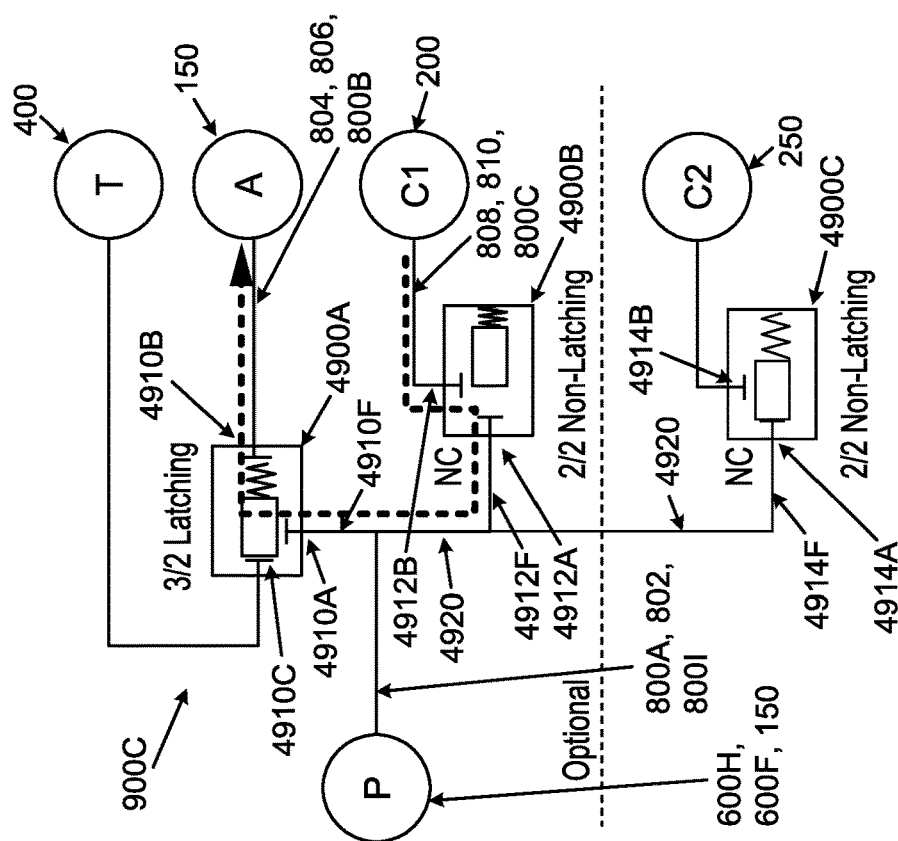 900C
3/2 Latching
4910B
4900A
400
T
150
A
804, 806,
800B
4910C
4910A
4910F
200
C1
808, 810,
800C
4912B
4920
NC
4900B
4912F
4912A
2/2 Non-Latching
P
600H,
600F, 150
800A, 802,
800I
Optional
250
C2
4914B
4900C
4920
NC
4914F
4914A
2/2 Non-Latching